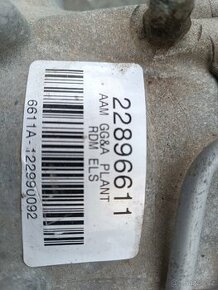 22896611
AAM GG&A PLANT
RDM ELS
6611A-122990092